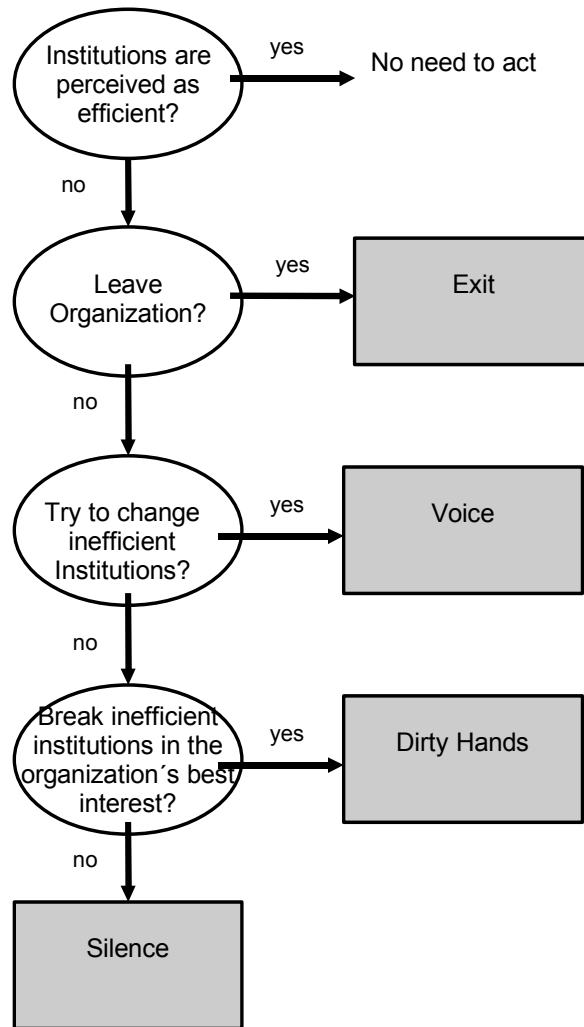 Institutions are
perceived as
efficient?
yes
No need to act
no
Leave
Organization?
yes
Exit
no
Try to change
inefficient
Institutions?
yes
Voice
no
Break inefficient
institutions in the
organization´s best
interest?
yes
Dirty Hands
no
Silence